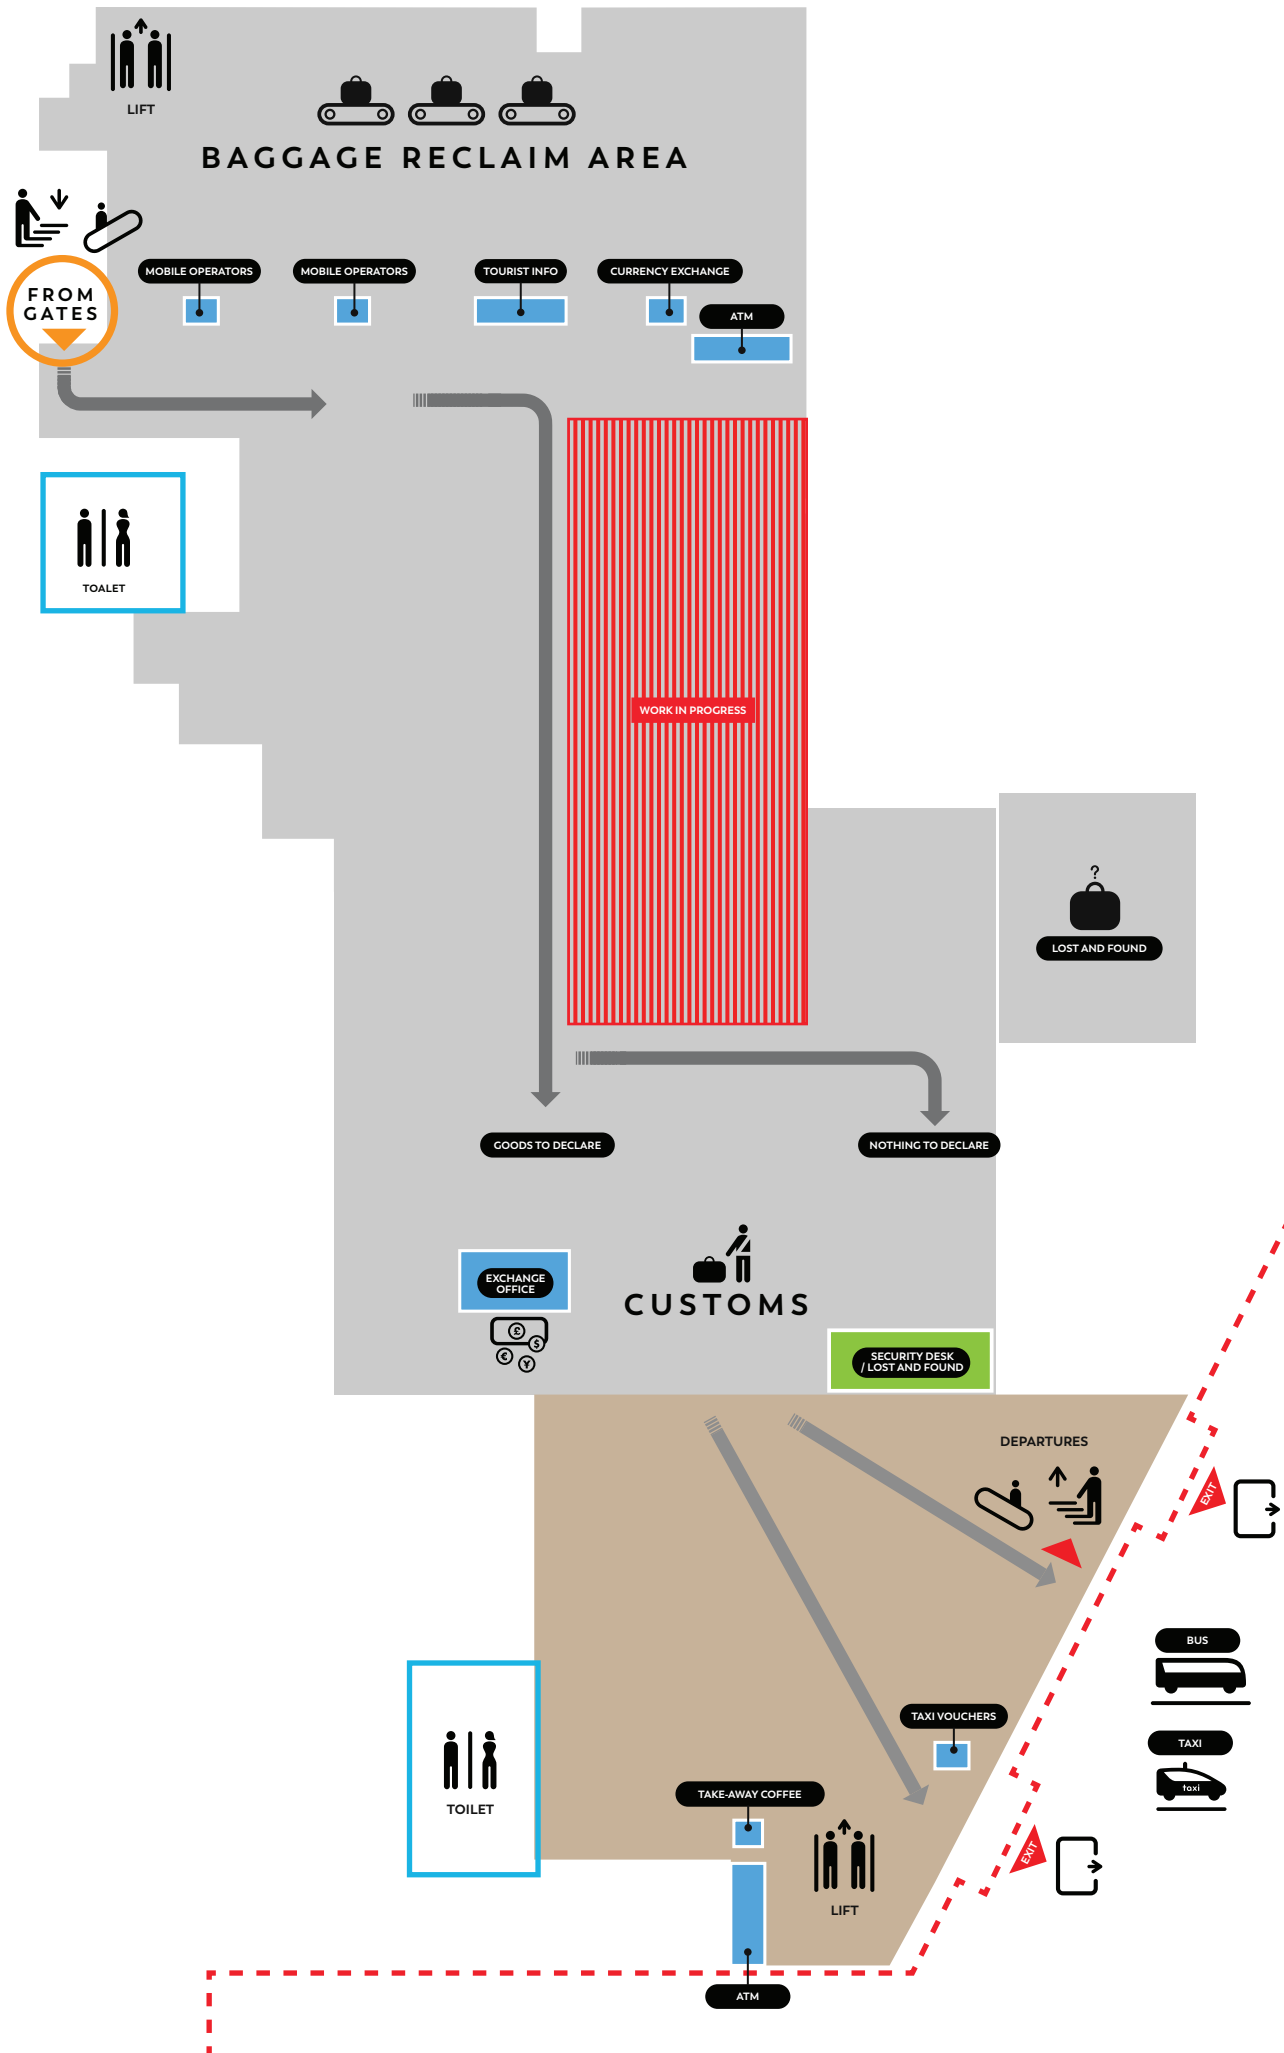 LIFT
BAGGAGE RECLAIM AREA
FROM
GATES
MOBILE OPERATORS
MOBILE OPERATORS
TOURIST INFO
CURRENCY EXCHANGE
ATM
TOALET
WORK IN PROGRESS
?
LOST AND FOUND
GOODS TO DECLARE
NOTHING TO DECLARE
EXCHANGE
OFFICE
£
$
€
¥
CUSTOMS
SECURITY DESK
/ LOST AND FOUND
DEPARTURES
EXIT
BUS
TAXI VOUCHERS
TAXI
taxi
TAKE-AWAY COFFEE
TOILET
EXIT
LIFT
ATM